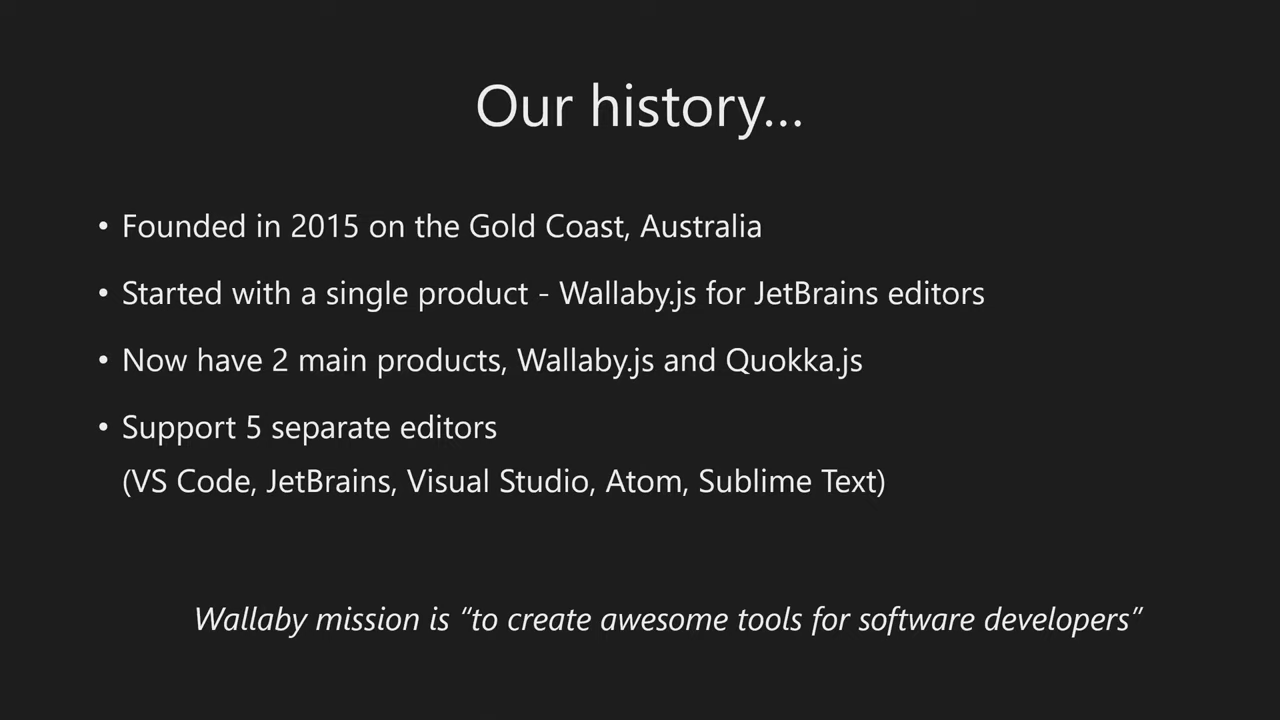 Our history...
• Founded in 2015 on the Gold Coast, Australia
• Started with a single product - Wallaby.js for JetBrains editors
• Now have 2 main products, Wallaby.js and Quokka.js
• Support 5 separate editors
(VS Code, JetBrains, Visual Studio, Atom, Sublime Text)
Wallaby mission is “to create awesome tools for software developers”